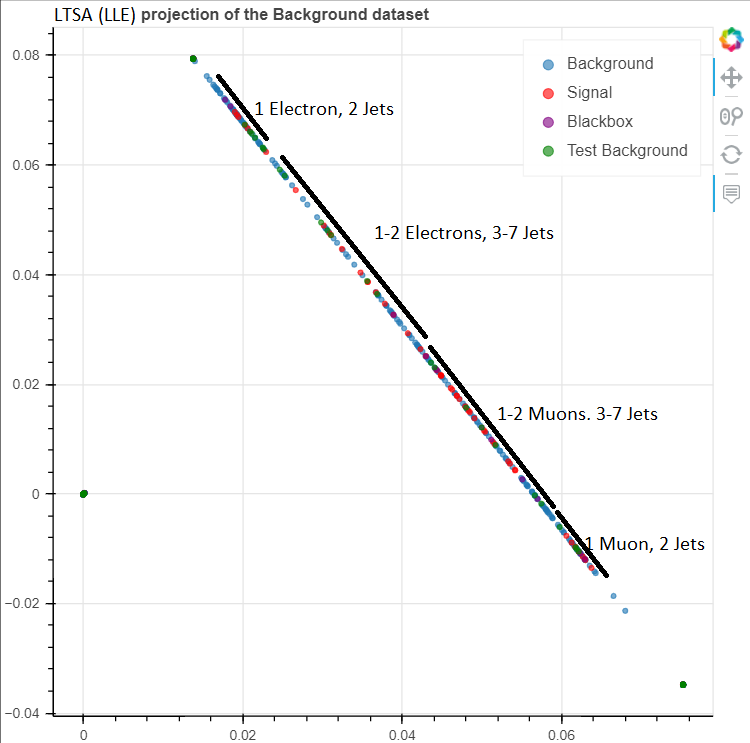 LTSA (LLE) projection of the Background dataset
Background
Signal
Blackbox
Test Background
1 Electron, 2 Jets
1-2 Electrons, 3-7 Jets
1-2 Muons. 3-7 Jets
1 Muon, 2 Jets
0.08
0.06
0.04
0.02
0
−0.02
−0.04
0
0.02
0.04
0.06